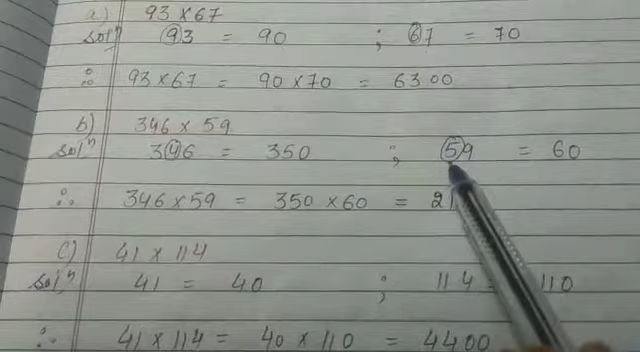 a) 93 × 67
Solⁿ 93 = 90 ; 67 = 70
∴ 93 × 67 = 90 × 70 = 6300
b) 346 × 59
Solⁿ 346 = 350 ; 59 = 60
∴ 346 × 59 = 350 × 60 = 21
c) 41 × 114
Solⁿ 41 = 40 ; 114 = 110
∴ 41 × 114 = 40 × 110 = 4400